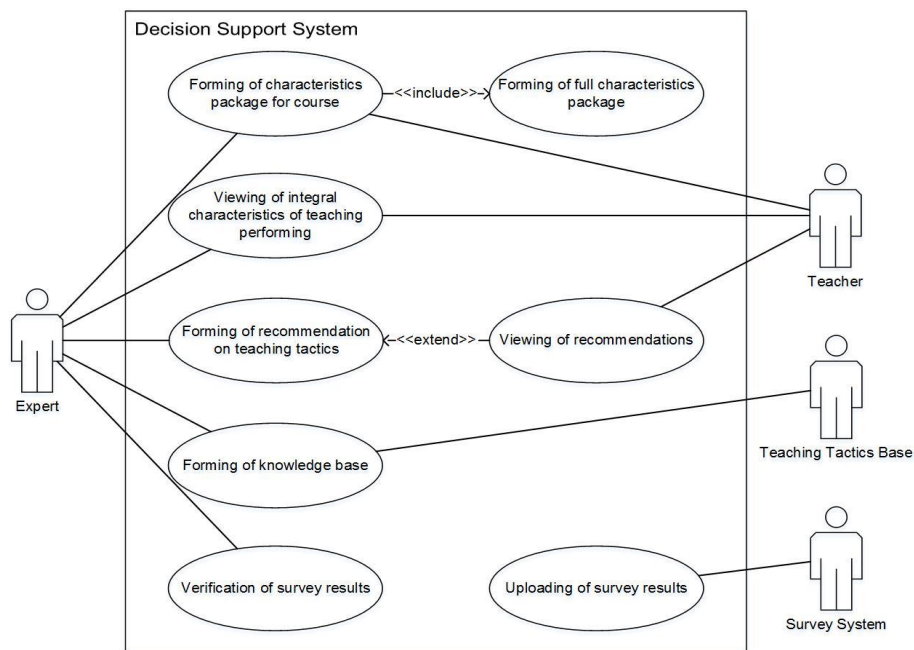 Decision Support System
Forming of characteristics
package for course
<<include>>
Forming of full characteristics
package
Viewing of integral
characteristics of teaching
performing
Teacher
Forming of recommendation
on teaching tactics
<<extend>>
Viewing of recommendations
Expert
Teaching Tactics Base
Forming of knowledge base
Verification of survey results
Uploading of survey results
Survey System